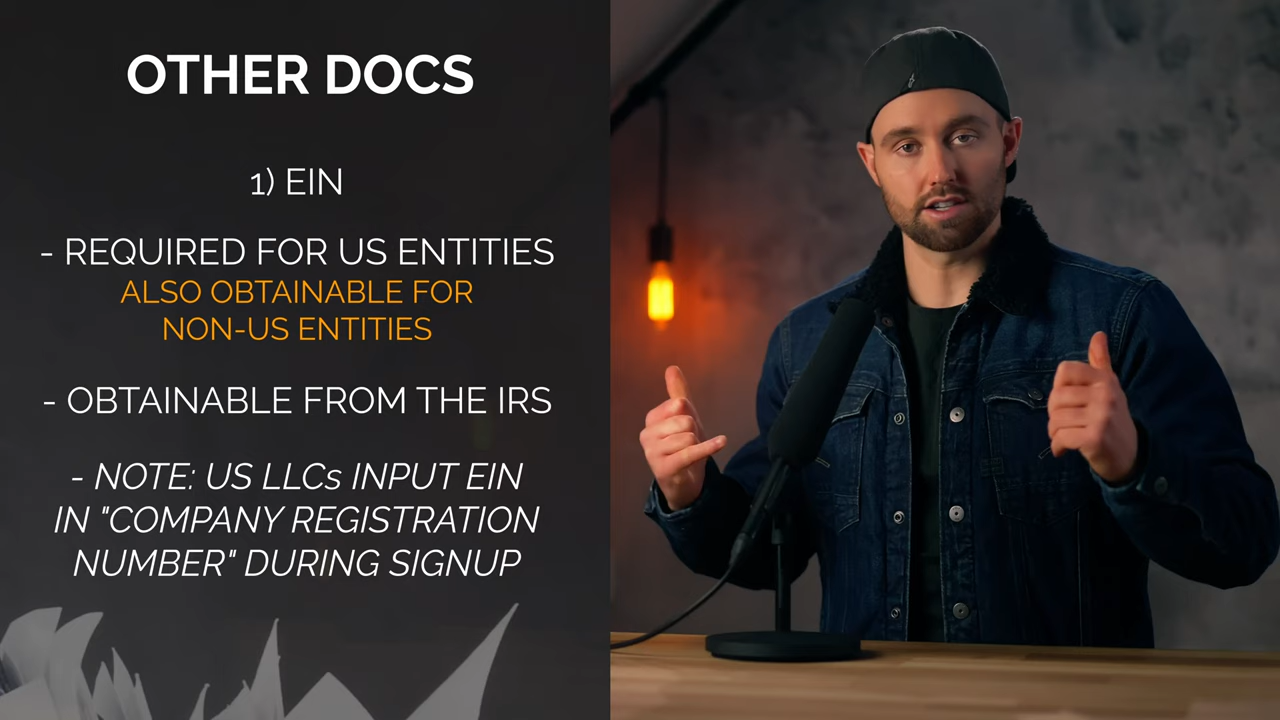 OTHER DOCS
1) EIN
- REQUIRED FOR US ENTITIES
ALSO OBTAINABLE FOR
NON-US ENTITIES
- OBTAINABLE FROM THE IRS
- NOTE: US LLCs INPUT EIN
IN "COMPANY REGISTRATION
NUMBER" DURING SIGNUP